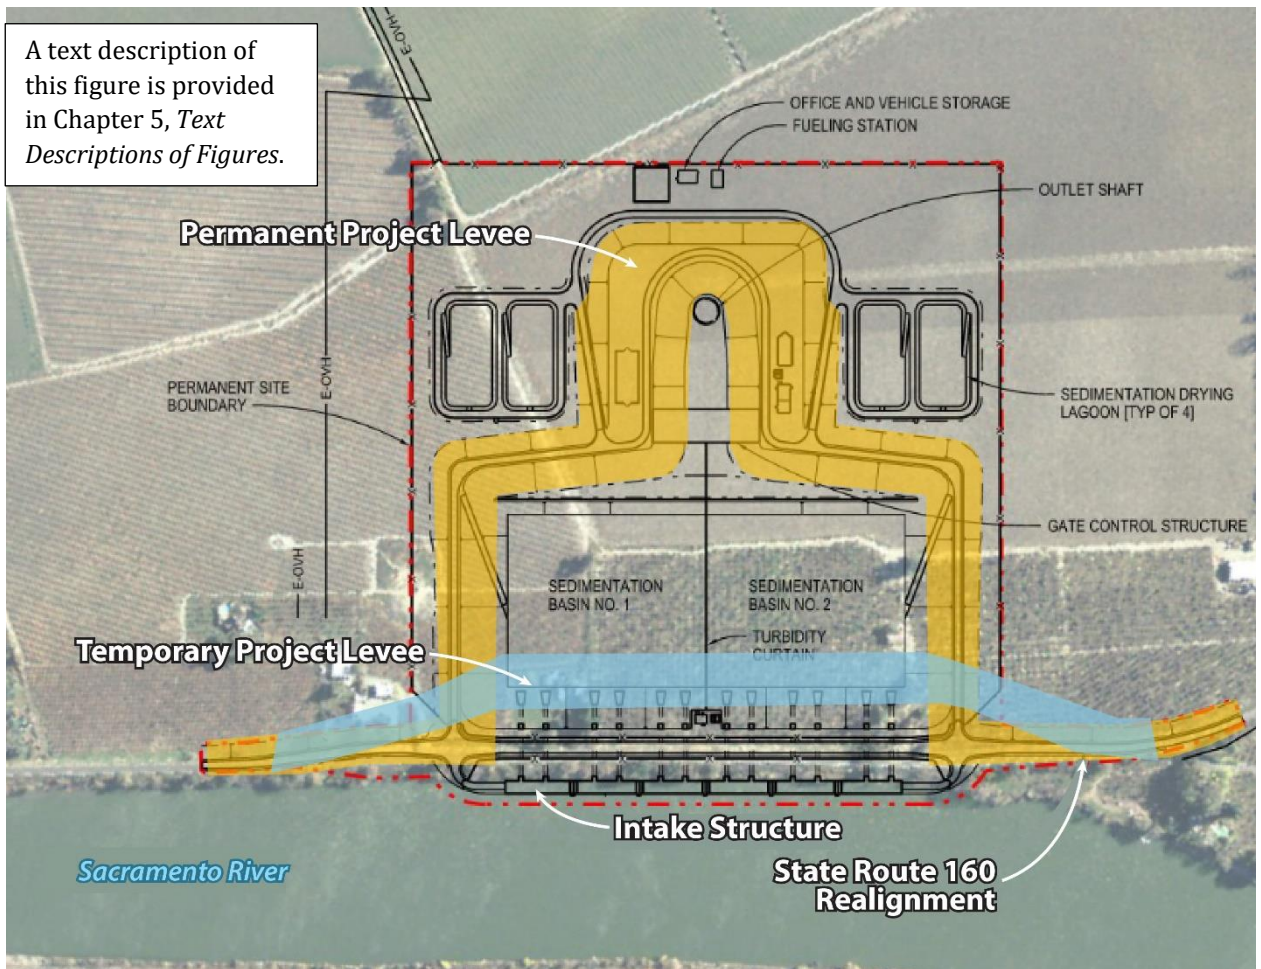 A text description of
this figure is provided
in Chapter 5, Text
Descriptions of Figures.
E-OVH
OFFICE AND VEHICLE STORAGE
FUELING STATION
OUTLET SHAFT
Permanent Project Levee
PERMANENT SITE
BOUNDARY
E-OVH
SEDIMENTATION DRYING
LAGOON [TYP OF 4]
GATE CONTROL STRUCTURE
E-OVH
SEDIMENTATION
BASIN NO. 1
SEDIMENTATION
BASIN NO. 2
TURBIDITY
CURTAIN
Temporary Project Levee
Intake Structure
Sacramento River
State Route 160
Realignment